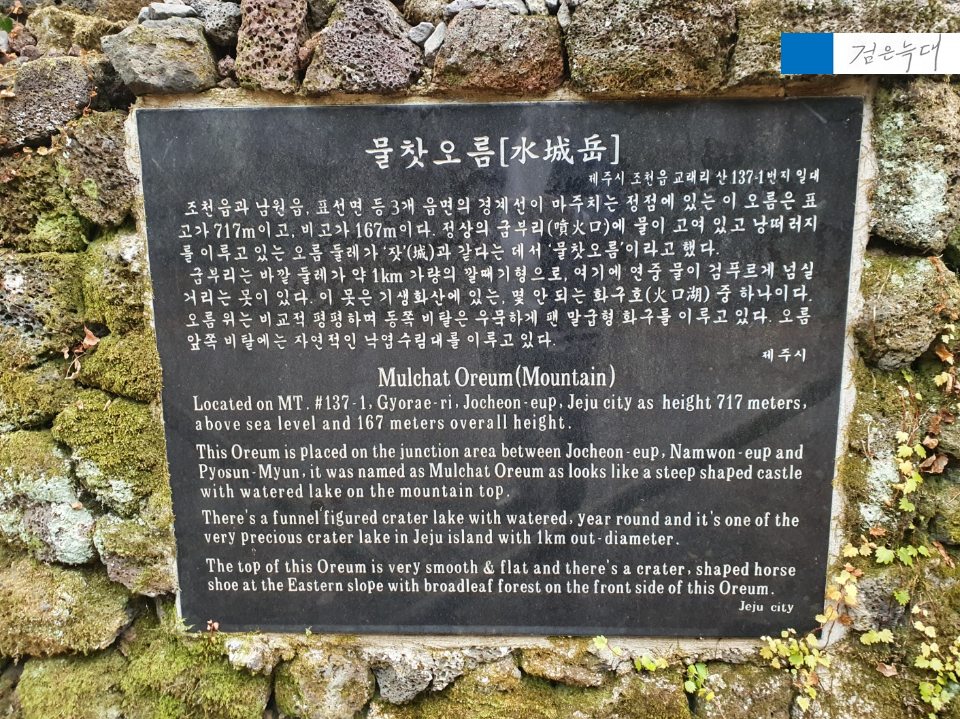 검은늑대
물찻오름[水城岳]
제주시 조천읍 교래리 산 137-1번지 일대
조천읍과 남원읍, 표선면 등 3개 읍면의 경계선이 마주치는 정점에 있는 이 오름은 표
고가 717m이고, 비고가 167m이다. 정상의 굼부리(噴火口)에 물이 고여 있고 낭떠러지
를 이루고 있는 오름 둘레가 '잣'(城)과 같다는 데서 '물찻오름'이라고 했다.
굼부리는 바깥 둘레가 약 1km 가량의 깔때기형으로, 여기에 연중 물이 검푸르게 넘실
거리는 못이 있다. 이 못은 기생화산에 있는, 몇 안 되는 화구호(火口湖) 중 하나이다.
오름 위는 비교적 평평하며 동쪽 비탈은 우묵하게 팬 말굽형 화구를 이루고 있다. 오름
앞쪽 비탈에는 자연적인 낙엽수림대를 이루고 있다.
제주시
Mulchat Oreum(Mountain)
Located on MT. #137-1, Gyorae-ri, Jocheon-eup, Jeju city as height 717 meters,
above sea level and 167 meters overall height.
This Oreum is placed on the junction area between Jocheon-eup, Namwon-eup and
Pyosun-Myun, it was named as Mulchat Oreum as looks like a steep shaped castle
with watered lake on the mountain top.
There's a funnel figured crater lake with watered, year round and it's one of the
very precious crater lake in Jeju island with 1km out-diameter.
The top of this Oreum is very smooth & flat and there's a crater, shaped horse
shoe at the Eastern slope with broadleaf forest on the front side of this Oreum.
Jeju city